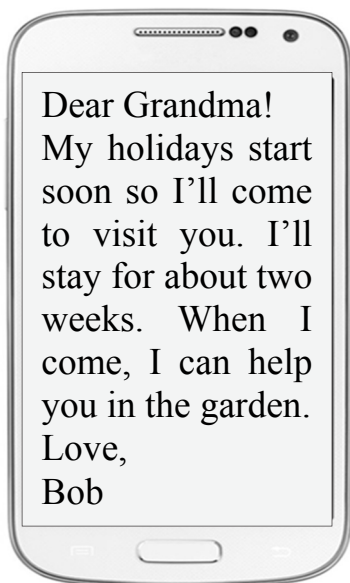 Dear Grandma!
My holidays start
soon so I’ll come
to visit you. I’ll
stay for about two
weeks. When I
come, I can help
you in the garden.
Love,
Bob